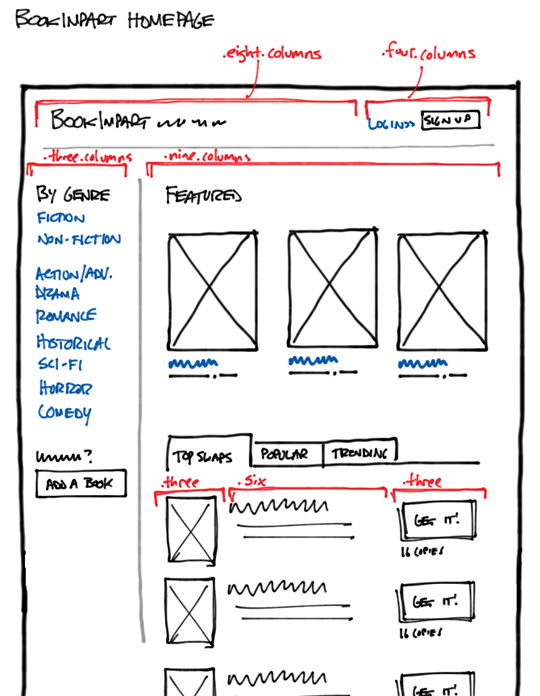 BOOKINPART HOMEPAGE
.eight.columns
.four.columns
BOOKINPART
LOGIN>>
SIGN UP
.three.columns
.nine.columns
BY GENRE
FEATURED
FICTION
NON-FICTION
ACTION/ADV.
DRAMA
ROMANCE
HISTORICAL
SCI-FI
HORROR
COMEDY
?
ADD A BOOK
TOP SWAPS
POPULAR
TRENDING
.three
.six
.three
GET IT!
16 COPIES
GET IT!
16 COPIES
GET IT!